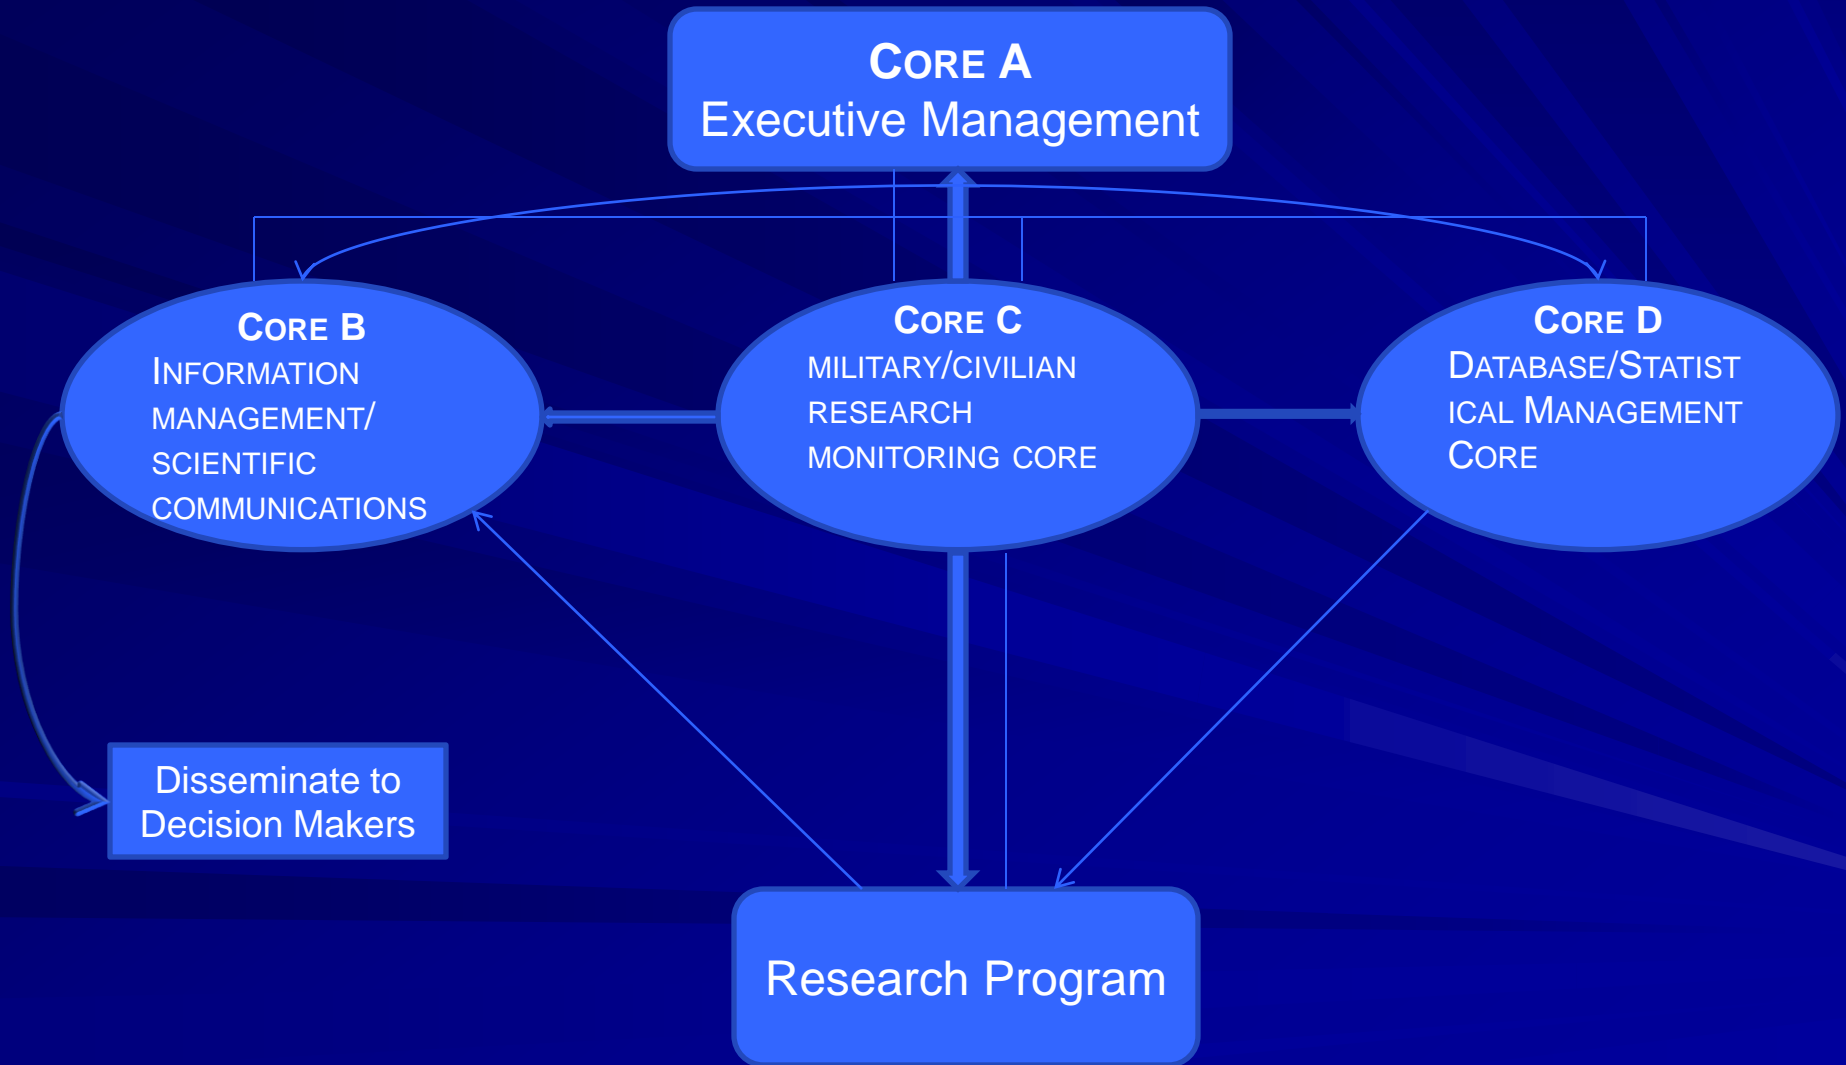 CORE A
Executive Management
CORE B
INFORMATION
MANAGEMENT/
SCIENTIFIC
COMMUNICATIONS
CORE C
MILITARY/CIVILIAN
RESEARCH
MONITORING CORE
CORE D
DATABASE/STATIST
ICAL MANAGEMENT
CORE
Disseminate to
Decision Makers
Research Program